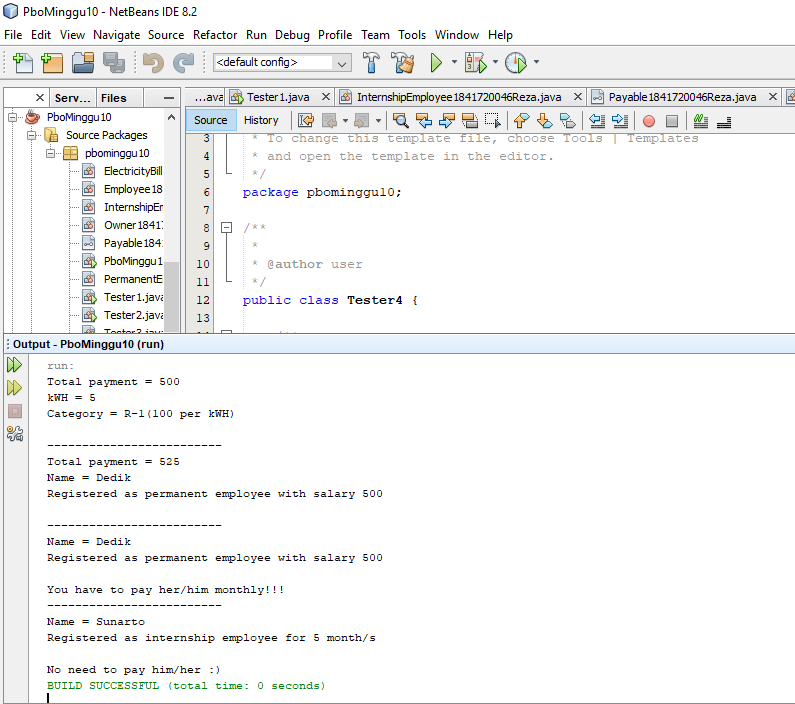 PboMinggu10 - NetBeans IDE 8.2
File Edit View Navigate Source Refactor Run Debug Profile Team Tools Window Help
<default config>
Serv... Files
...ava Tester1.java InternshipEmployee1841720046Reza.java Payable1841720046Reza.java
PboMinggu10
Source Packages
pbominggu10
ElectricityBill
Employee18
InternshipEm
Owner1841
Payable184
PboMinggu1
PermanentE
Tester1.java
Tester2.java
Tester3.java
Source History
3 * To change this template file, choose Tools | Templates
4 * and open the template in the editor.
5 */
6 package pbominggu10;
7
8 /**
9 *
10 * @author user
11 */
12 public class Tester4 {
13
Output - PboMinggu10 (run)
run:
Total payment = 500
kWH = 5
Category = R-1(100 per kWH)
-------------------------
Total payment = 525
Name = Dedik
Registered as permanent employee with salary 500
-------------------------
Name = Dedik
Registered as permanent employee with salary 500
You have to pay her/him monthly!!!
-------------------------
Name = Sunarto
Registered as internship employee for 5 month/s
No need to pay him/her :)
BUILD SUCCESSFUL (total time: 0 seconds)